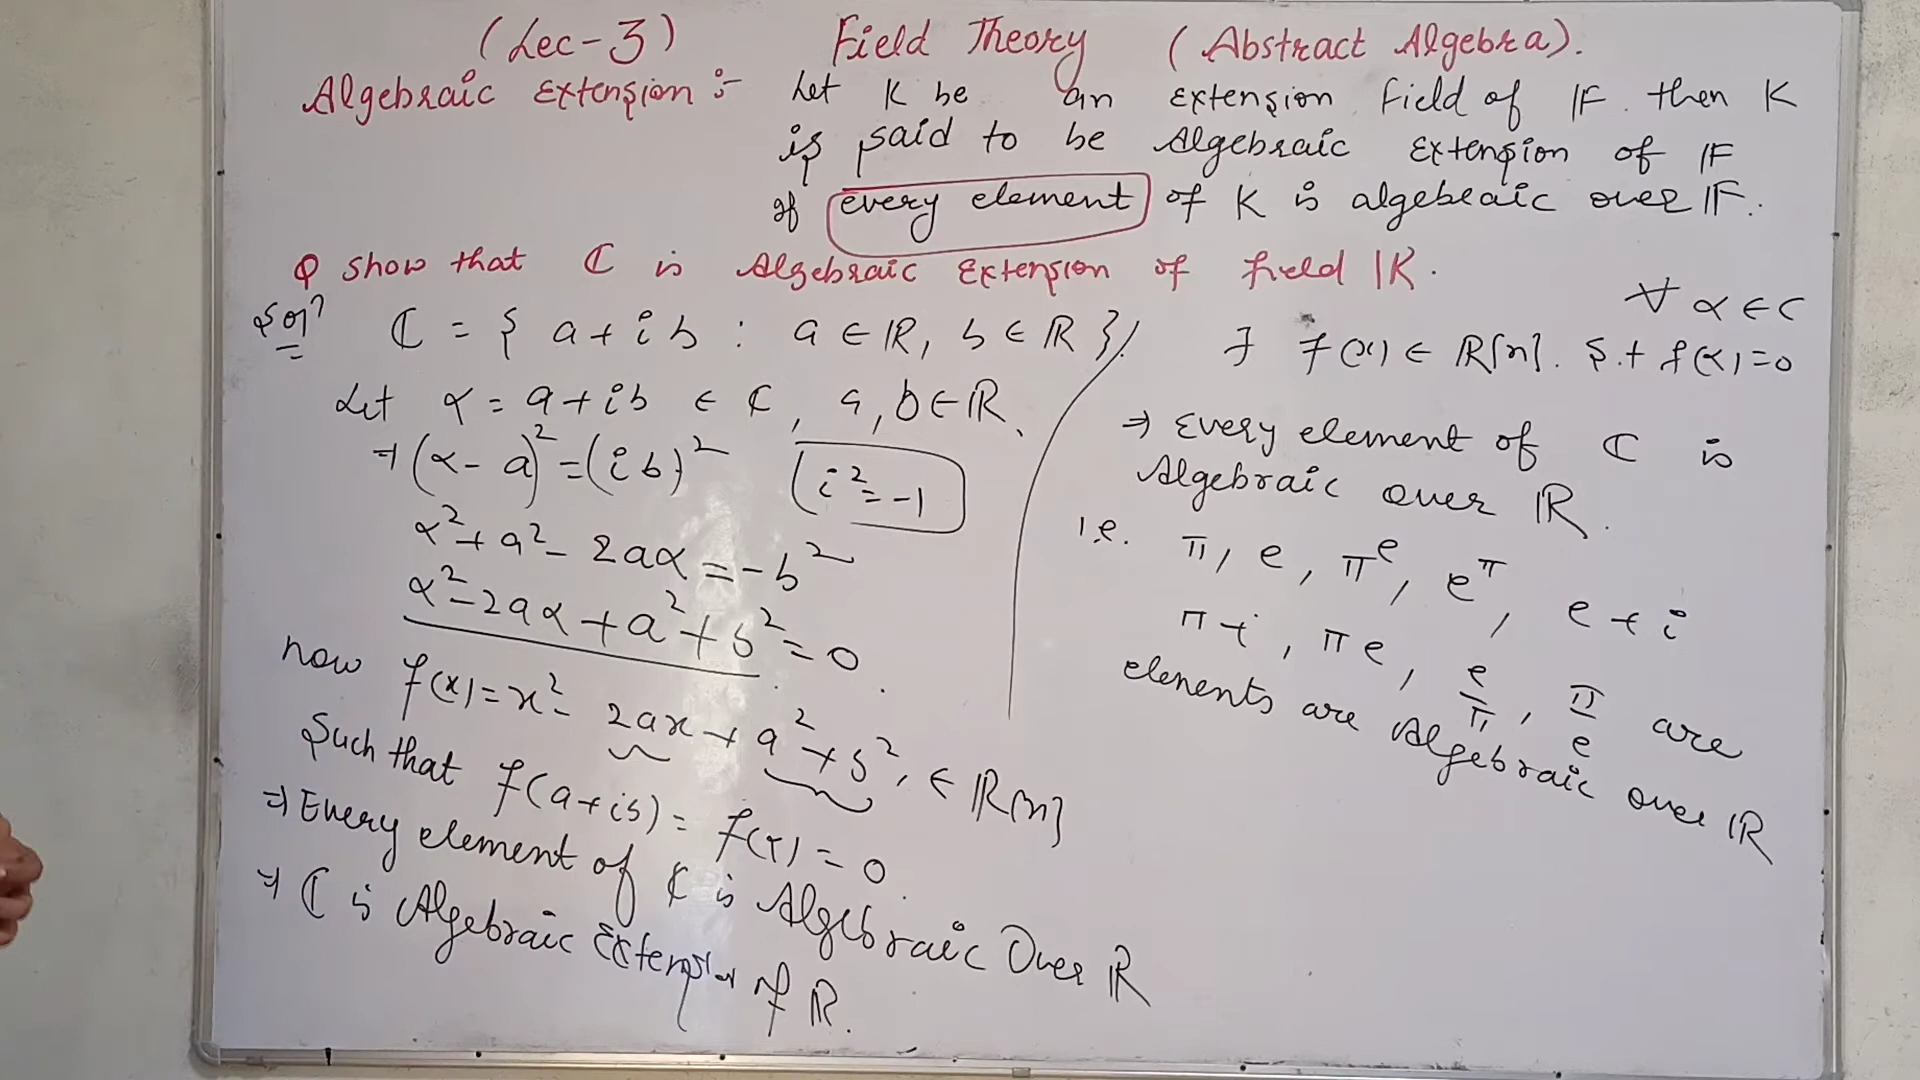 (Lec-3) Field Theory (Abstract Algebra).
Algebraic Extension :- Let K be an Extension Field of F. then K
is said to be Algebraic Extension of F
if every element of K is algebraic over F.
Q show that ℂ is Algebraic Extension of field ℝ.
Solⁿ ℂ = { a + i b : a ∈ ℝ, b ∈ ℝ }
Let α = a + ib ∈ ℂ, a, b ∈ ℝ.
⇒ (α - a)² = (i b)² (i² = -1)
α² + a² - 2aα = -b²
α² - 2aα + a² + b² = 0.
now f(x) = x² - 2ax + a² + b², ∈ ℝ[x]
Such that f(a+ib) = f(α) = 0.
⇒ Every element of ℂ is Algebraic Over ℝ
⇒ ℂ is Algebraic Extension of ℝ.
∀ α ∈ C
∃ f(x) ∈ ℝ[x]. S.t f(α) = 0
⇒ Every element of ℂ is
Algebraic over ℝ.
i.e. π, e, π^e, e^π, e + i
π + i, πe, e/π, π/e are
elements are Algebraic over ℝ